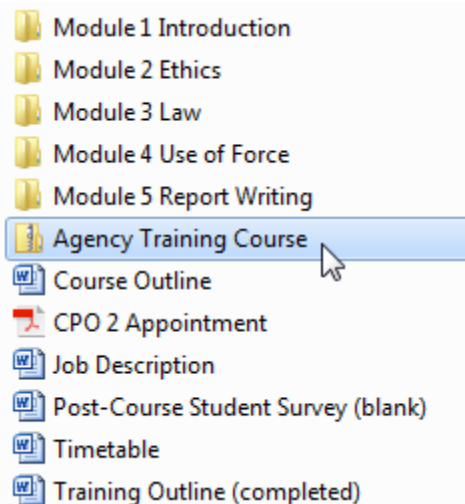 Module 1 Introduction
Module 2 Ethics
Module 3 Law
Module 4 Use of Force
Module 5 Report Writing
Agency Training Course
Course Outline
CPO 2 Appointment
Job Description
Post-Course Student Survey (blank)
Timetable
Training Outline (completed)